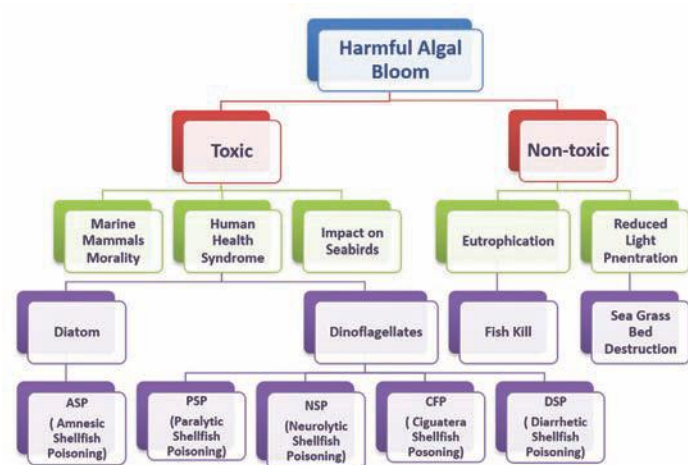 Harmful Algal
Bloom
Toxic
Non-toxic
Marine
Mammals
Morality
Human
Health
Syndrome
Impact on
Seabirds
Eutrophication
Reduced
Light
Pnentration
Diatom
Dinoflagellates
Fish Kill
Sea Grass
Bed
Destruction
ASP
( Amnesic
Shellfish
Poisoning)
PSP
(Paralytic
Shellfish
Poisoning)
NSP
(Neurolytic
Shellfish
Poisoning)
CFP
( Ciguatera
Shellfish
Posoning)
DSP
( Diarrhetic
Shellfish
Poisoning)